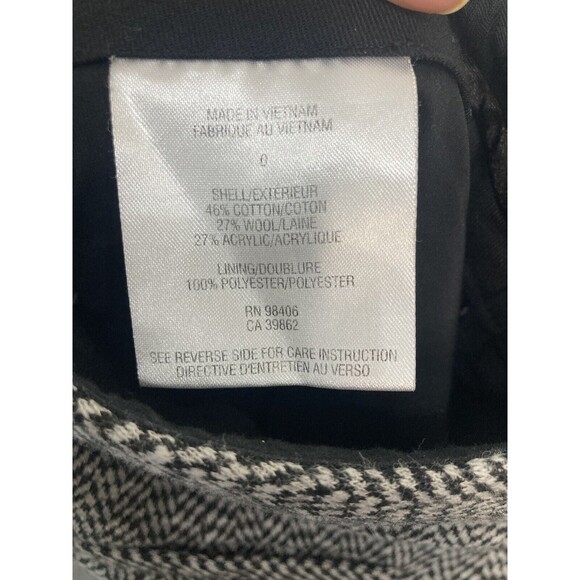 MADE IN VIETNAM
FABRIQUE AU VIETNAM
0
SHELL/EXTERIEUR
46% COTTON/COTON
27% WOOL/LAINE
27% ACRYLIC/ACRYLIQUE
LINING/DOUBLURE
100% POLYESTER/POLYESTER
RN 98406
CA 39862
SEE REVERSE SIDE FOR CARE INSTRUCTION
DIRECTIVE D'ENTRETIEN AU VERSO